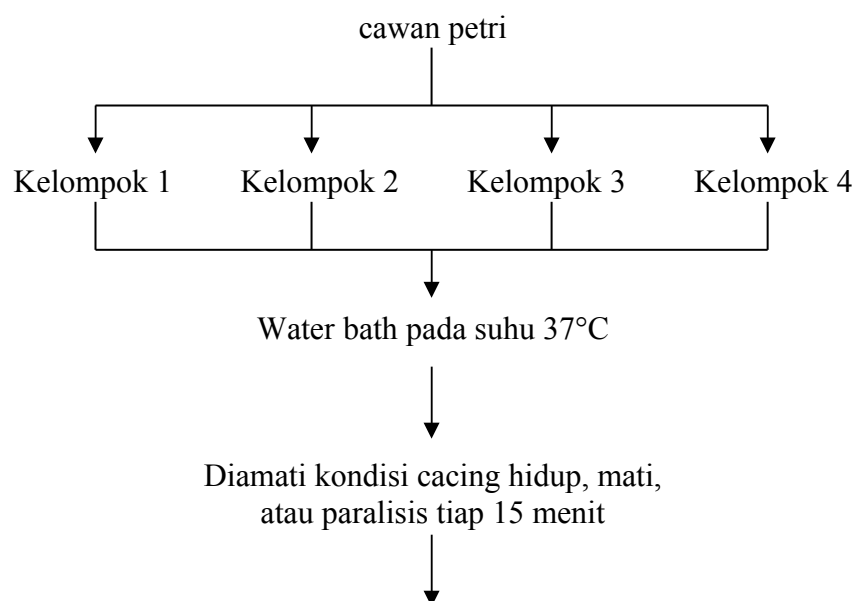 cawan petri
Kelompok 1 Kelompok 2 Kelompok 3 Kelompok 4
Water bath pada suhu 37°C
Diamati kondisi cacing hidup, mati,
atau paralisis tiap 15 menit